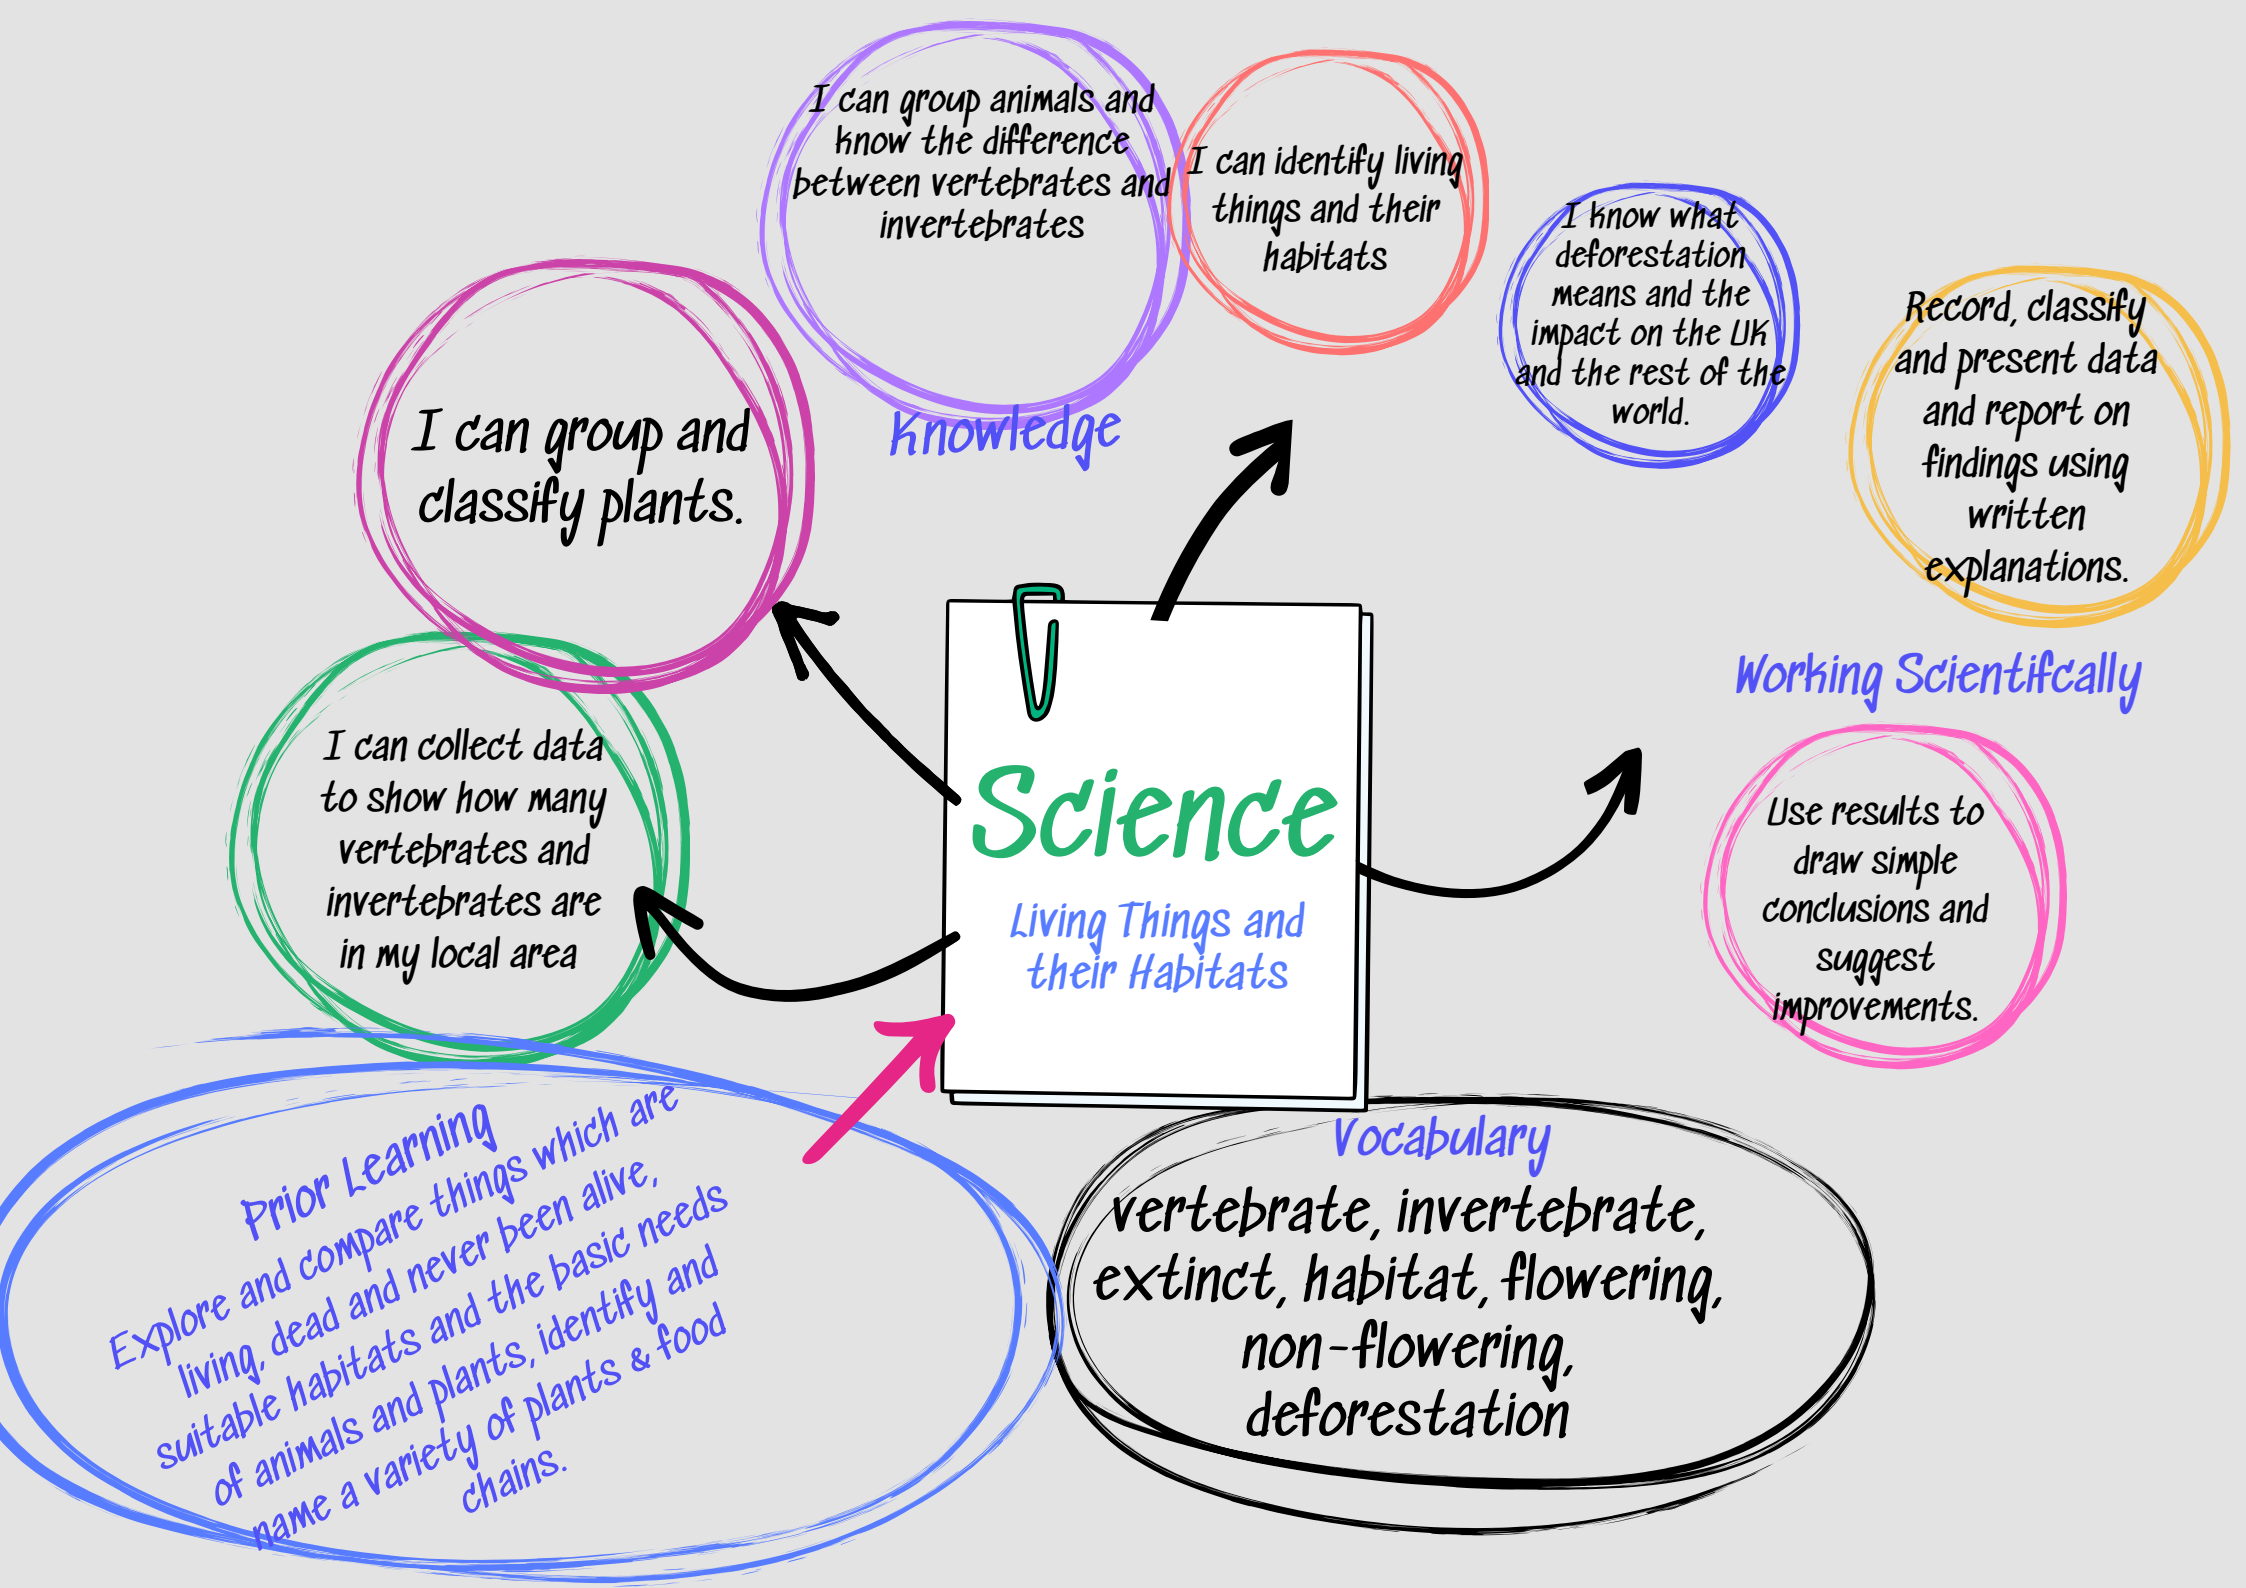 I can group animals and
know the difference
between vertebrates and
invertebrates
I can identify living
things and their
habitats
I know what
deforestation
means and the
impact on the UK
and the rest of the
world.
Record, classify
and present data
and report on
findings using
written
explanations.
I can group and
classify plants.
Knowledge
Working Scientifcally
I can collect data
to show how many
vertebrates and
invertebrates are
in my local area
Science
Living Things and
their Habitats
Use results to
draw simple
conclusions and
suggest
improvements.
Prior Learning
Explore and compare things which are
living, dead and never been alive,
suitable habitats and the basic needs
of animals and plants, identify and
name a variety of plants & food
chains.
Vocabulary
vertebrate, invertebrate,
extinct, habitat, flowering,
non-flowering,
deforestation